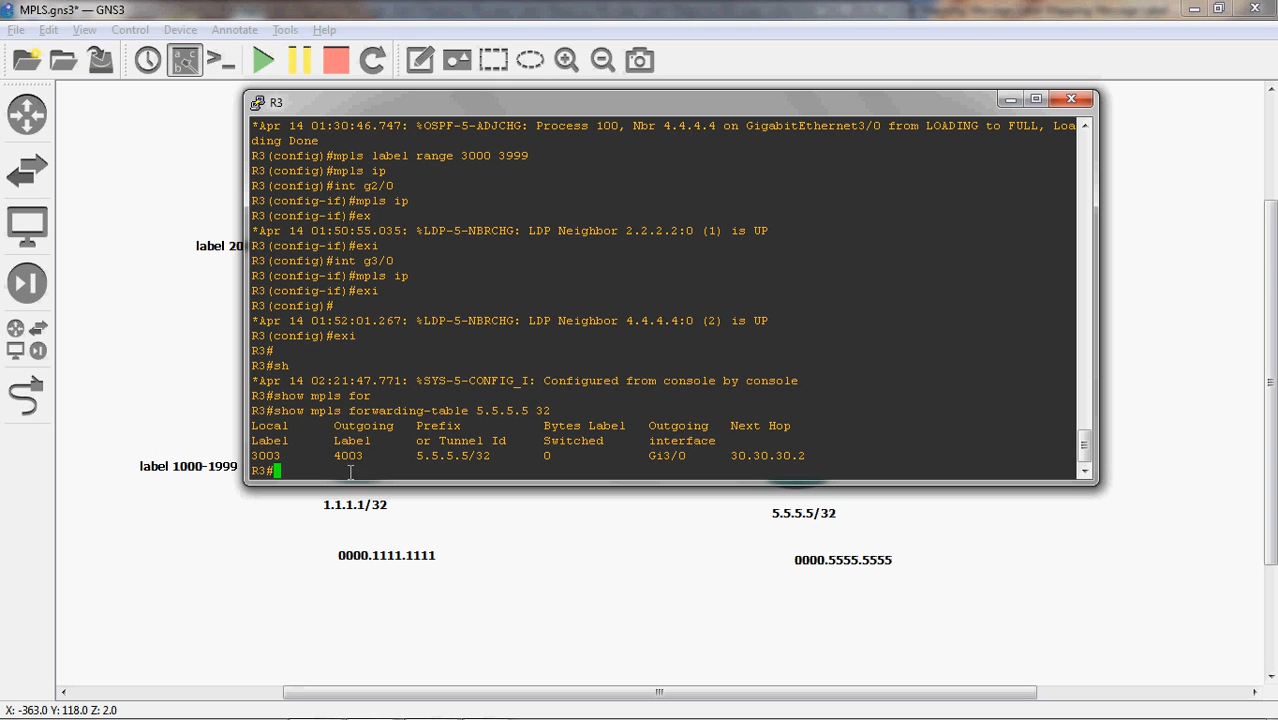 MPLS.gns3* — GNS3
File Edit View Control Device Annotate Tools Help
R3
*Apr 14 01:30:46.747: %OSPF-5-ADJCHG: Process 100, Nbr 4.4.4.4 on GigabitEthernet3/0 from LOADING to FULL, Loa
ding Done
R3(config)#mpls label range 3000 3999
R3(config)#mpls ip
R3(config)#int g2/0
R3(config-if)#mpls ip
R3(config-if)#ex
*Apr 14 01:50:55.035: %LDP-5-NBRCHG: LDP Neighbor 2.2.2.2:0 (1) is UP
R3(config-if)#exi
R3(config)#int g3/0
R3(config-if)#mpls ip
R3(config-if)#exi
R3(config)#
*Apr 14 01:52:01.267: %LDP-5-NBRCHG: LDP Neighbor 4.4.4.4:0 (2) is UP
R3(config)#exi
R3#
R3#sh
*Apr 14 02:21:47.771: %SYS-5-CONFIG_I: Configured from console by console
R3#show mpls for
R3#show mpls forwarding-table 5.5.5.5 32
Local Outgoing Prefix Bytes Label Outgoing Next Hop
Label Label or Tunnel Id Switched interface
3003 4003 5.5.5.5/32 0 Gi3/0 30.30.30.2
R3#
label 20
label 1000-1999
1.1.1.1/32
5.5.5.5/32
0000.1111.1111
0000.5555.5555
X: -363.0 Y: 118.0 Z: 2.0